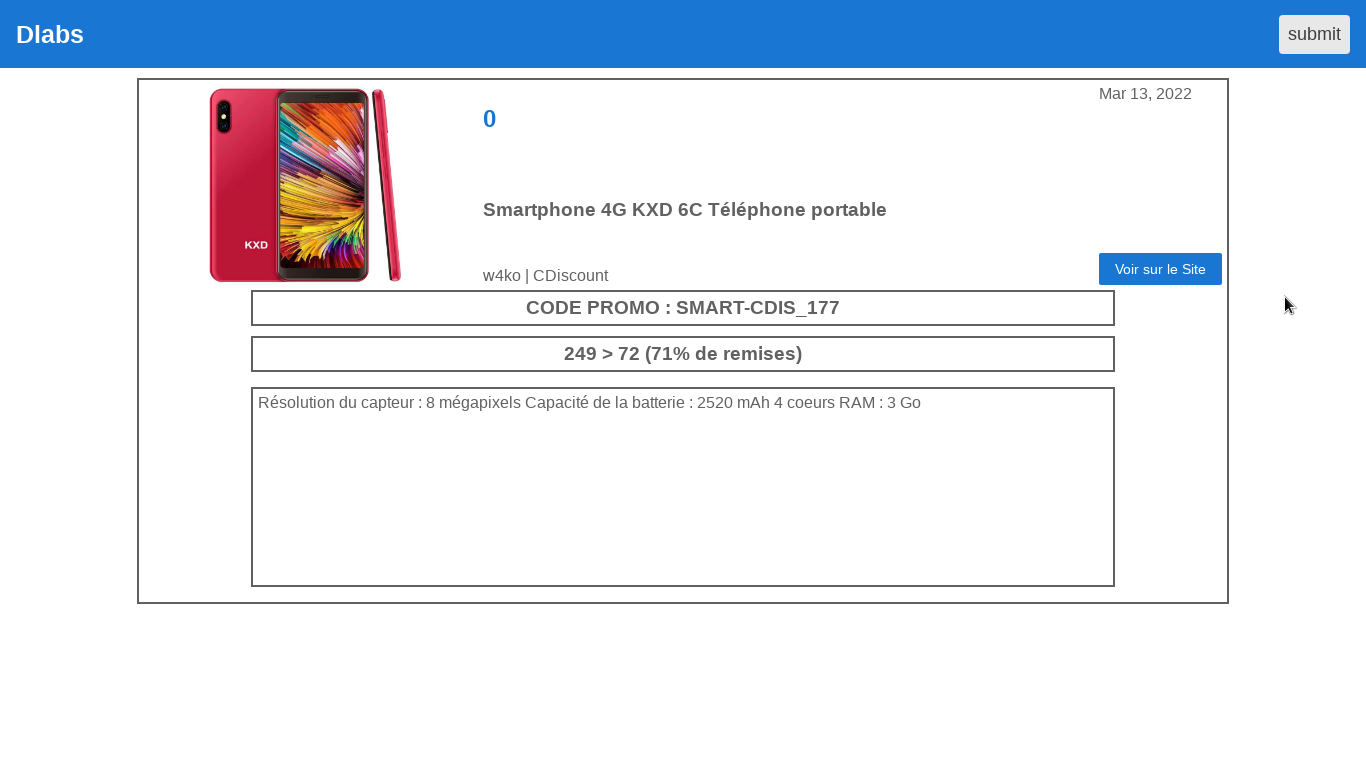 Dlabs
submit
Mar 13, 2022
0
Smartphone 4G KXD 6C Téléphone portable
KXD
w4ko | CDiscount
Voir sur le Site
CODE PROMO : SMART-CDIS_177
249 > 72 (71% de remises)
Résolution du capteur : 8 mégapixels Capacité de la batterie : 2520 mAh 4 coeurs RAM : 3 Go